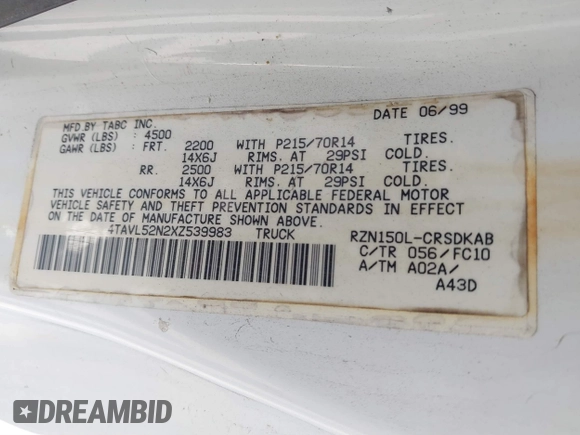 DATE 06/99
MFD BY TABC INC.
GVWR (LBS) : 4500
GAWR (LBS) : FRT. 2200 WITH P215/70R14 TIRES.
14X6J RIMS. AT 29PSI COLD.
RR. 2500 WITH P215/70R14 TIRES.
14X6J RIMS. AT 29PSI COLD.
THIS VEHICLE CONFORMS TO ALL APPLICABLE FEDERAL MOTOR
VEHICLE SAFETY AND THEFT PREVENTION STANDARDS IN EFFECT
ON THE DATE OF MANUFACTURE SHOWN ABOVE.
4TAVL52N2XZ539983 TRUCK RZN150L-CRSDKAB
C/TR 056/FC10
A/TM A02A/
A43D
DREAMBID